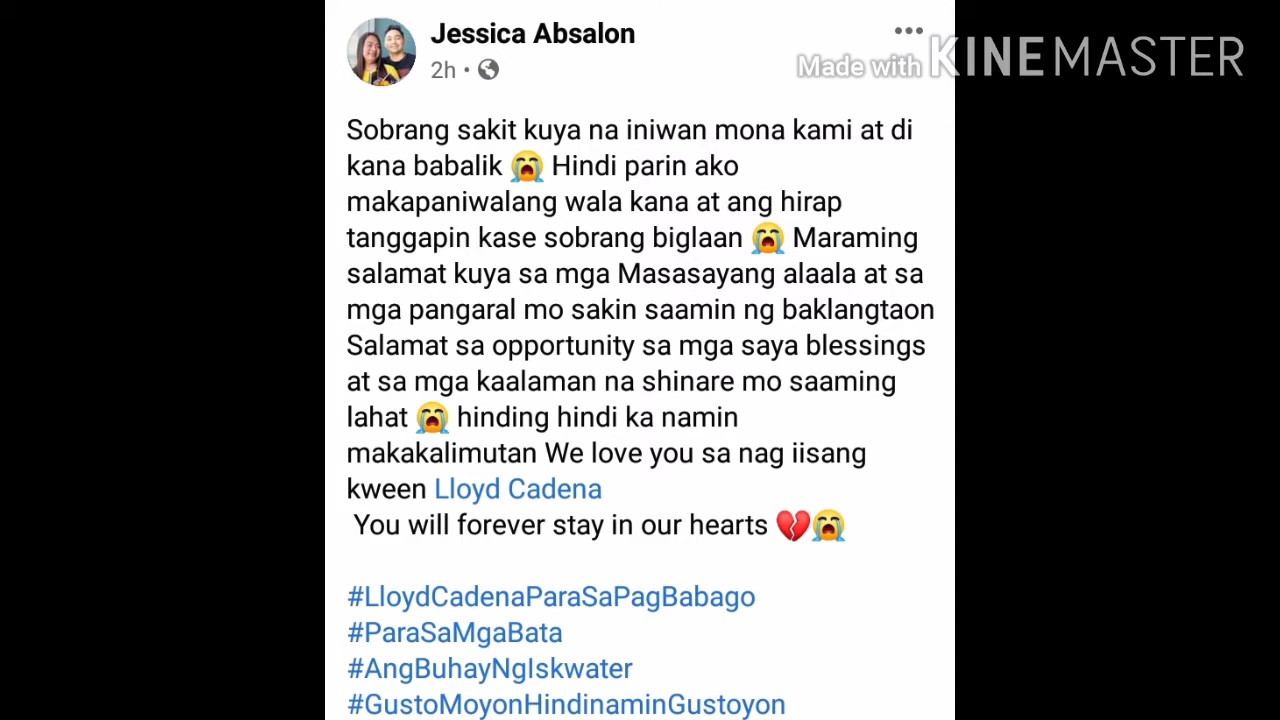 Jessica Absalon
2h
Made with KINEMASTER
Sobrang sakit kuya na iniwan mona kami at di
kana babalik 😭 Hindi parin ako
makapaniwalang wala kana at ang hirap
tanggapin kase sobrang biglaan 😭 Maraming
salamat kuya sa mga Masasayang alaala at sa
mga pangaral mo sakin saamin ng baklangtaon
Salamat sa opportunity sa mga saya blessings
at sa mga kaalaman na shinare mo saaming
lahat 😭 hinding hindi ka namin
makakalimutan We love you sa nag iisang
kween Lloyd Cadena
You will forever stay in our hearts 💔😭
#LloydCadenaParaSaPagBabago
#ParaSaMgaBata
#AngBuhayNgIskwater
#GustoMoyonHindinaminGustoyon